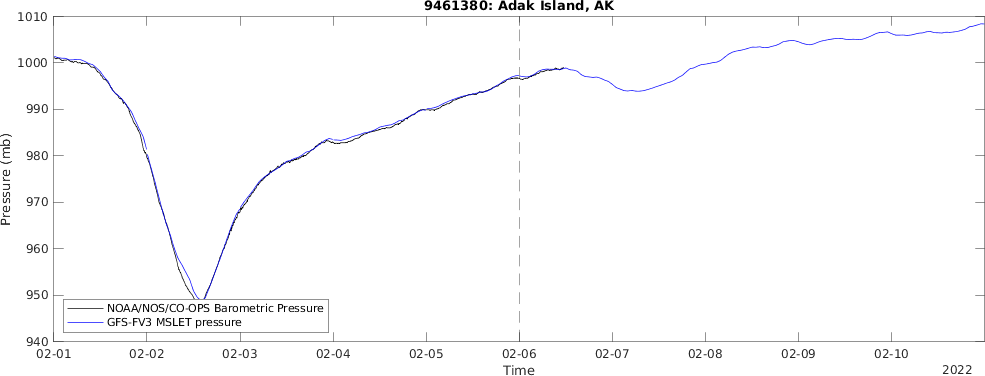 9461380: Adak Island, AK
Pressure (mb)
1010
1000
990
980
970
960
950
940
NOAA/NOS/CO-OPS Barometric Pressure
GFS-FV3 MSLET pressure
02-01 02-02 02-03 02-04 02-05 02-06 02-07 02-08 02-09 02-10
Time
2022